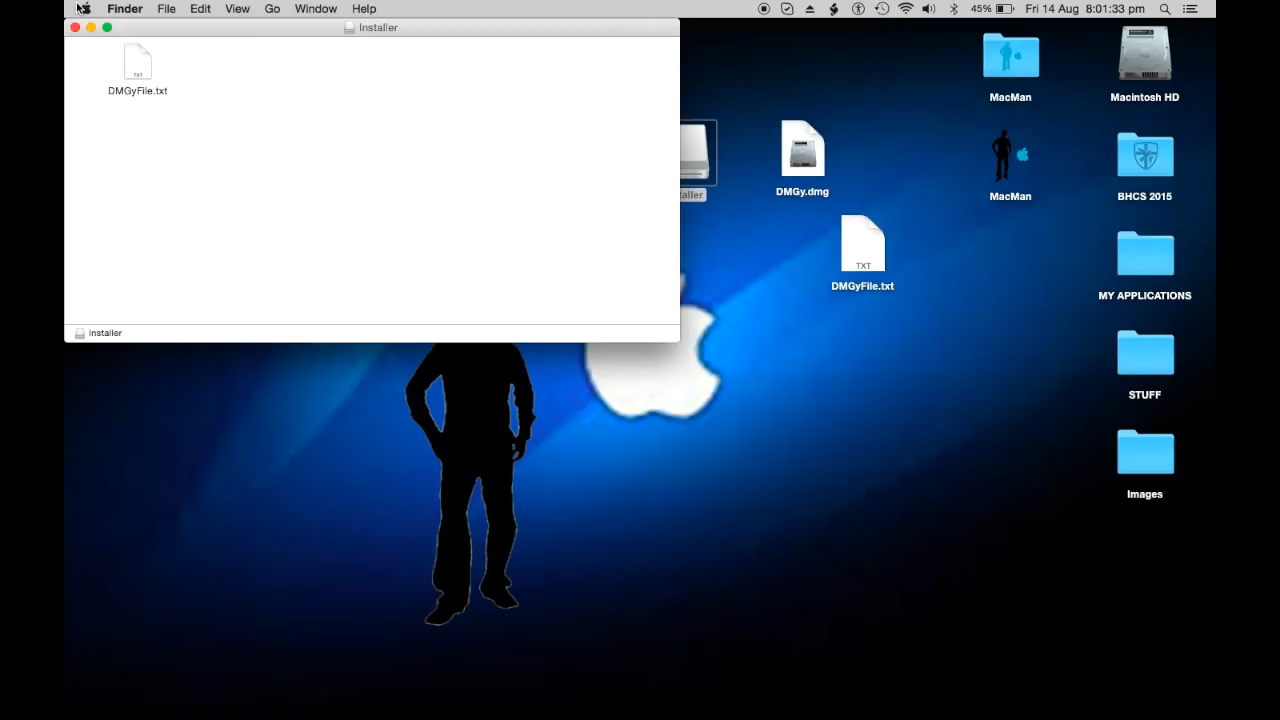 Finder File Edit View Go Window Help 45% Fri 14 Aug 8:01:33 pm
Installer
TXT
DMGyFile.txt
Installer
MacMan
Macintosh HD
DMGy.dmg
MacMan
BHCS 2015
TXT
DMGyFile.txt
MY APPLICATIONS
STUFF
Images